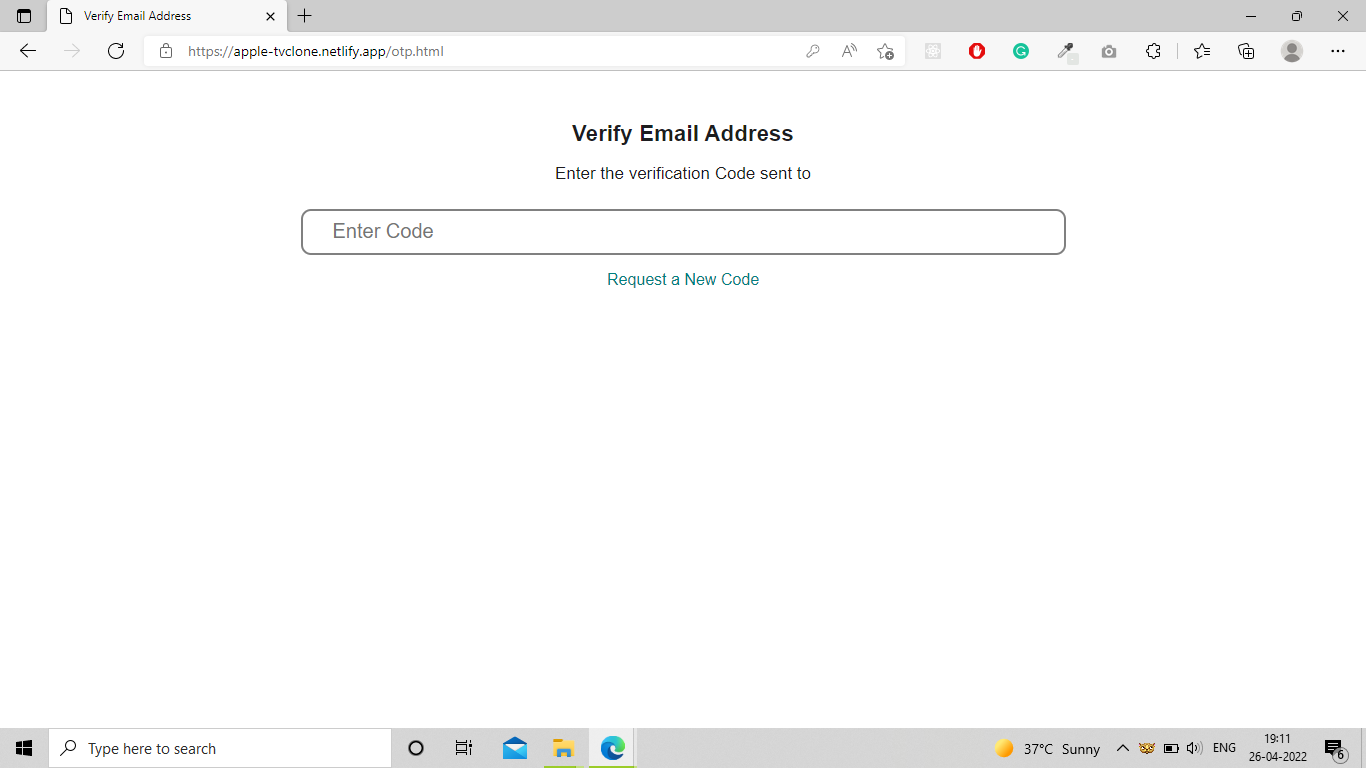 Verify Email Address
https://apple-tvclone.netlify.app/otp.html
Verify Email Address
Enter the verification Code sent to
Enter Code
Request a New Code
Type here to search
37°C Sunny
ENG
19:11
26-04-2022
6